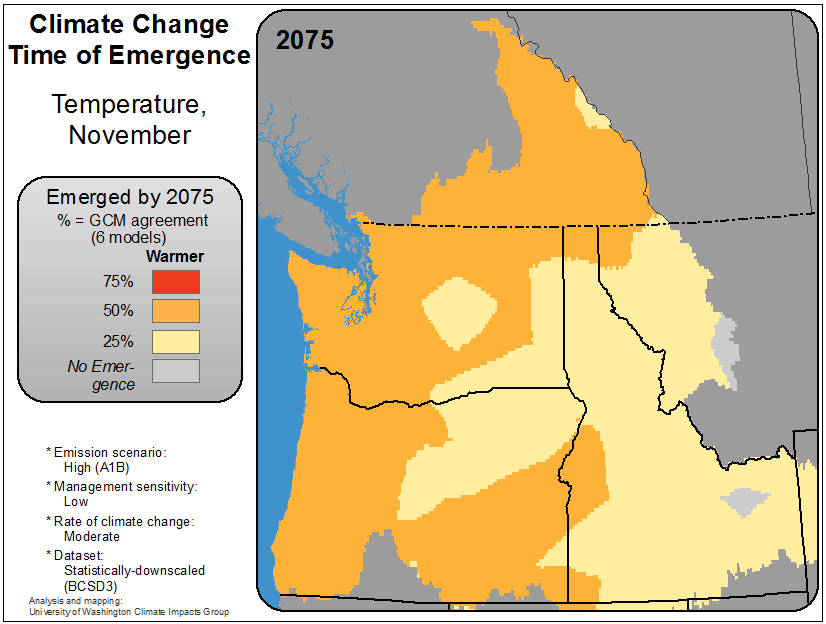 Climate Change
Time of Emergence
Temperature,
November
2075
Emerged by 2075
% = GCM agreement
(6 models)
Warmer
75%
50%
25%
No Emer-
gence
* Emission scenario:
High (A1B)
* Management sensitivity:
Low
* Rate of climate change:
Moderate
* Dataset:
Statistically-downscaled
(BCSD3)
Analysis and mapping:
University of Washington Climate Impacts Group